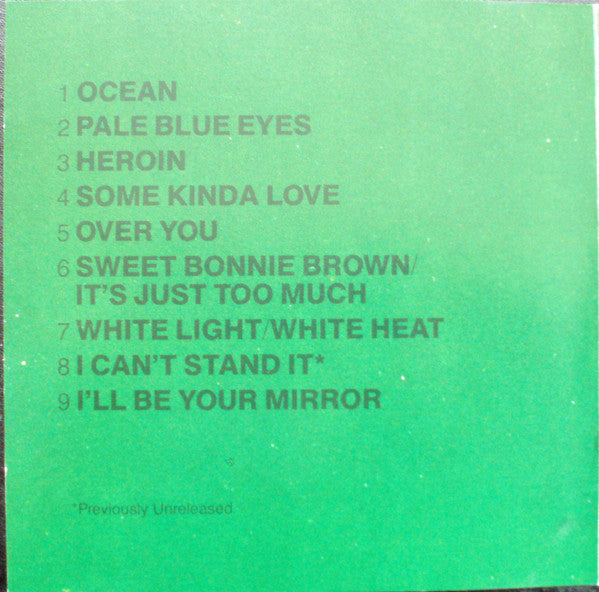 1 OCEAN
2 PALE BLUE EYES
3 HEROIN
4 SOME KINDA LOVE
5 OVER YOU
6 SWEET BONNIE BROWN/
IT'S JUST TOO MUCH
7 WHITE LIGHT/WHITE HEAT
8 I CAN'T STAND IT*
9 I'LL BE YOUR MIRROR
*Previously Unreleased